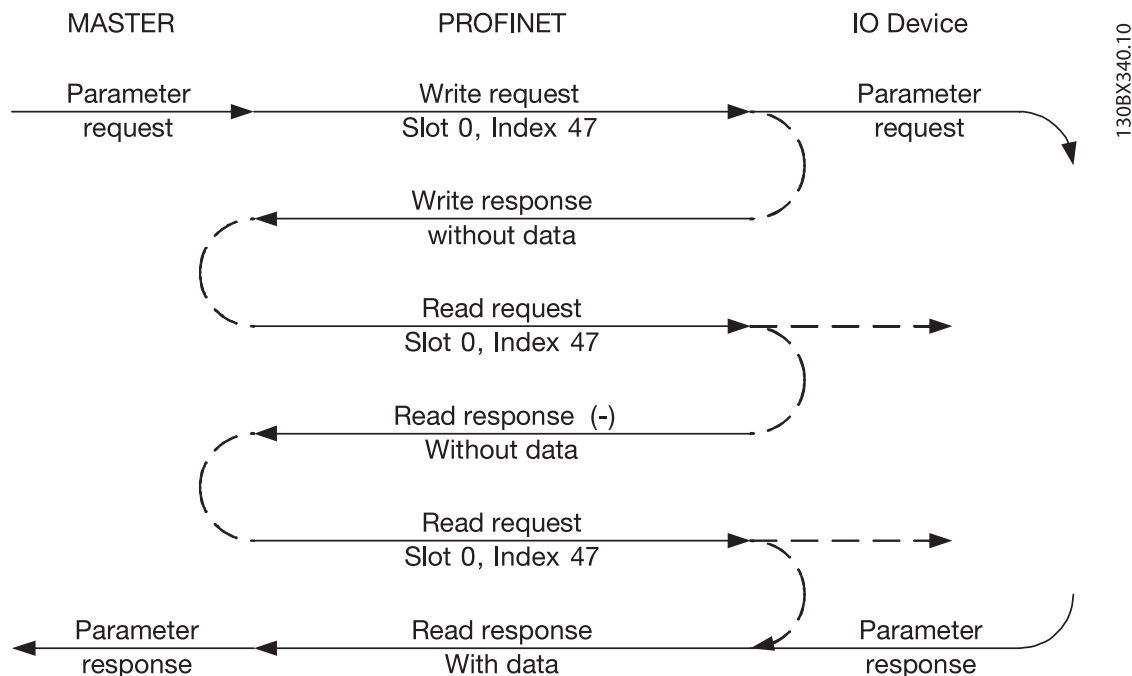 MASTER PROFINET IO Device
130BX340.10
Parameter Write request Parameter
request Slot 0, Index 47 request
Write response
without data
Read request
Slot 0, Index 47
Read response (-)
Without data
Read request
Slot 0, Index 47
Parameter Read response Parameter
response With data response